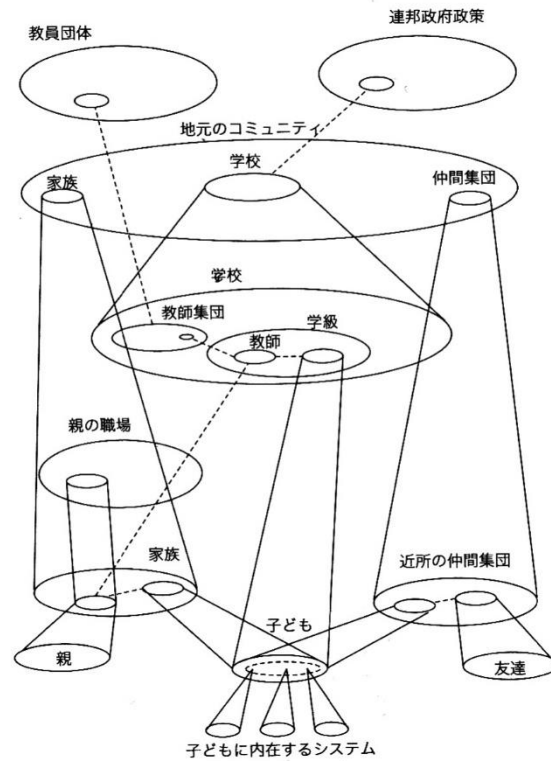 教員団体
連邦政府政策
地元のコミュニティ
学校
家族
仲間集団
学校
教師集団
学級
教師
親の職場
家族
近所の仲間集団
子ども
親
友達
子どもに内在するシステム